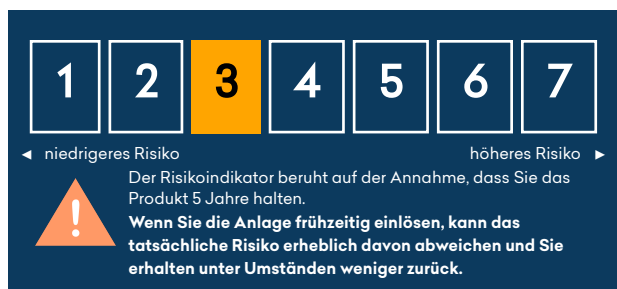 1 2 3 4 5 6 7
◄ niedrigeres Risiko höheres Risiko ►
Der Risikoindikator beruht auf der Annahme, dass Sie das
Produkt 5 Jahre halten.
Wenn Sie die Anlage frühzeitig einlösen, kann das
tatsächliche Risiko erheblich davon abweichen und Sie
erhalten unter Umständen weniger zurück.
!